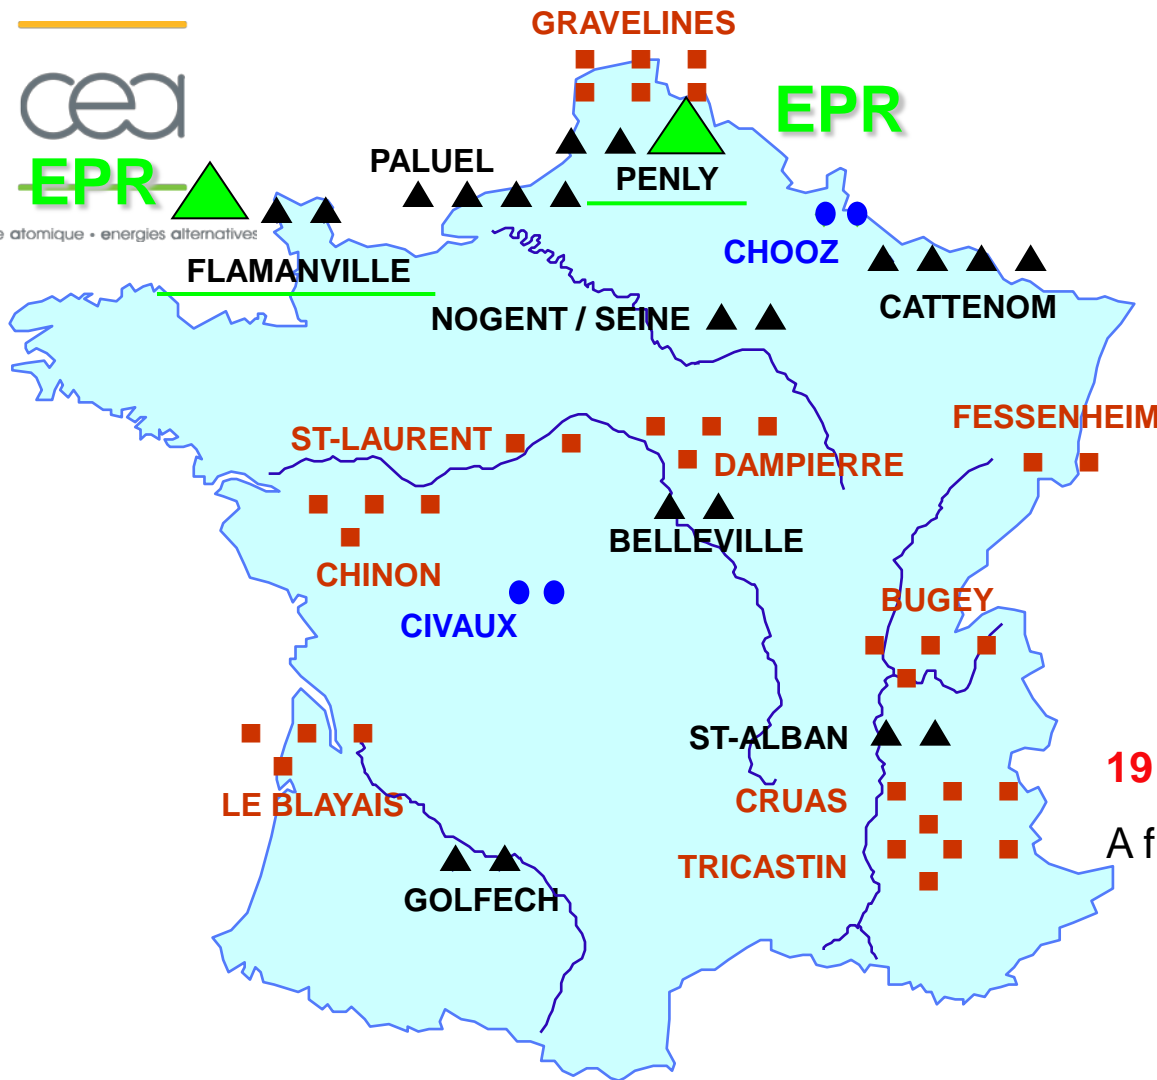 GRAVELINES
cea
EPR
PALUEL
PENLY
EPR
e atomique • energies alternatives
CHOOZ
FLAMANVILLE
CATTENOM
NOGENT / SEINE
FESSENHEIM
ST-LAURENT
DAMPIERRE
BELLEVILLE
CHINON
BUGEY
CIVAUX
ST-ALBAN
19
CRUAS
LE BLAYAIS
A f
TRICASTIN
GOLFECH